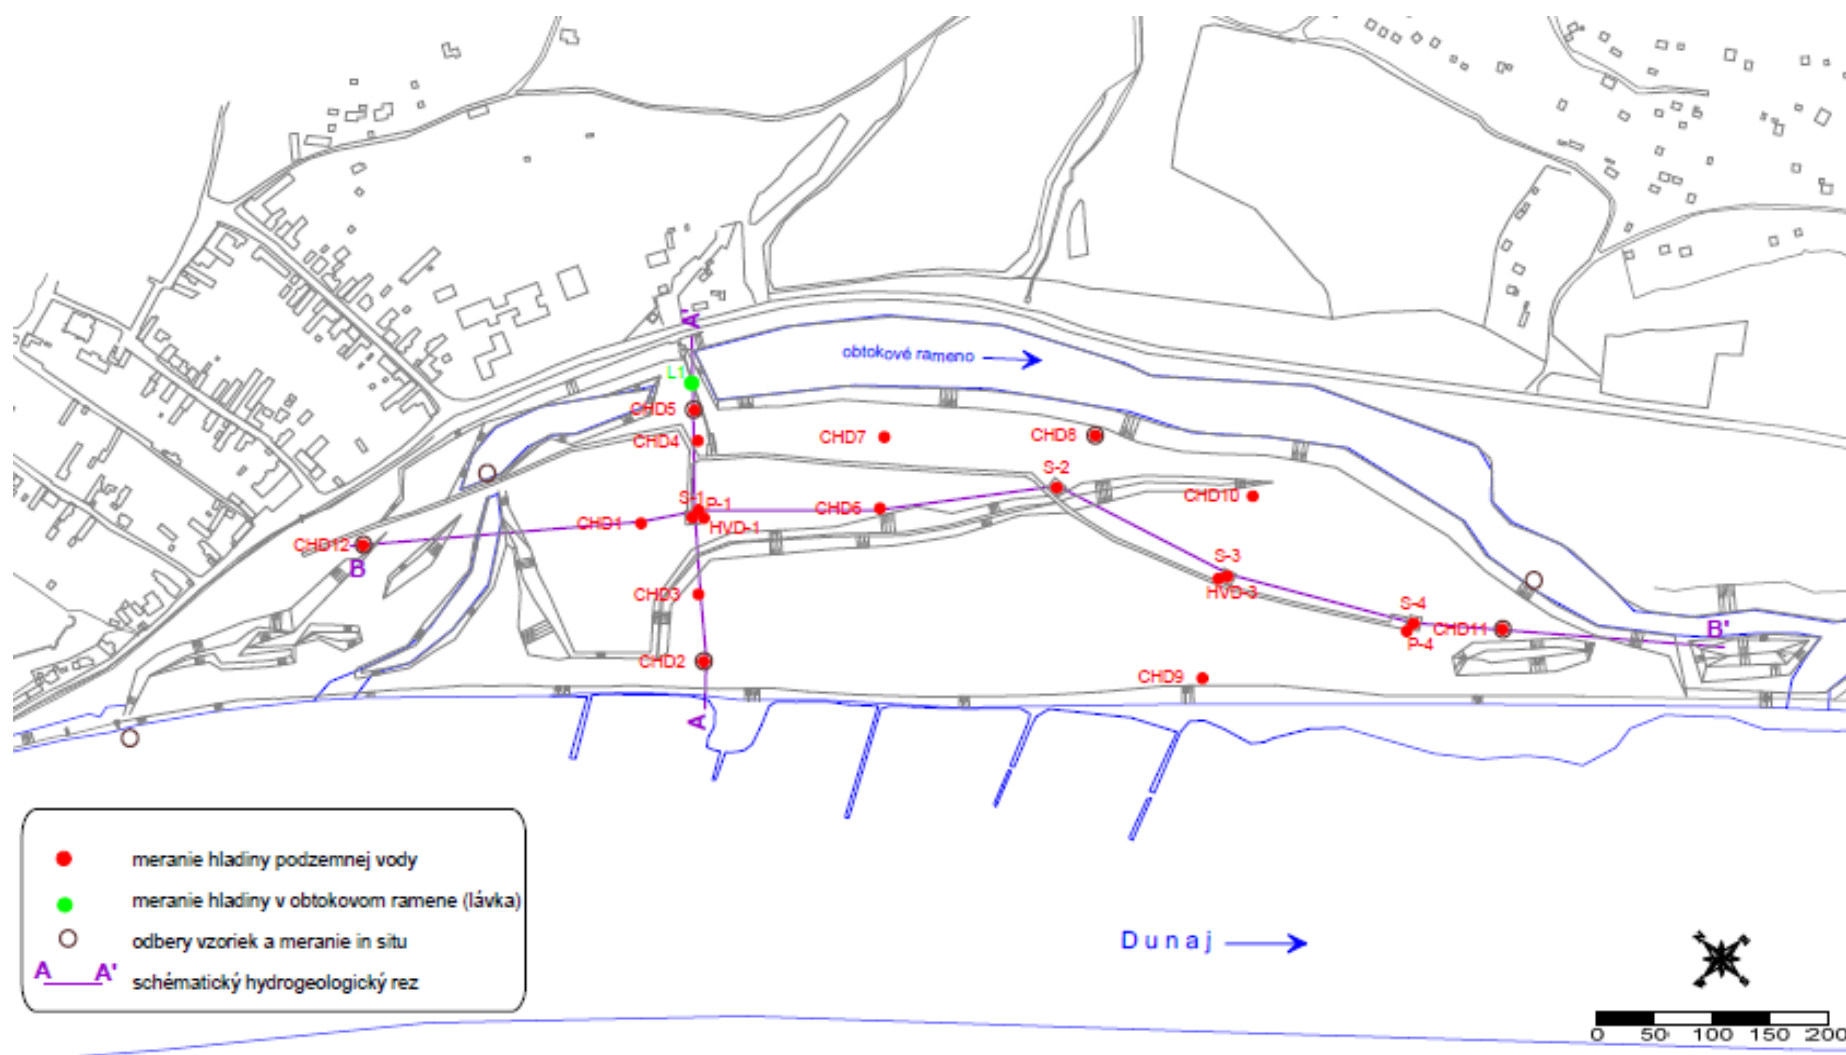 A'
obtokové rameno
L1
CHD5
CHD4
CHD7
CHD8
S-2
CHD10
S-1
P-1
CHD6
CHD1
HVD-1
CHD12
B
S-3
HVD-3
CHD3
S-4
CHD11
P-4
B'
CHD2
CHD9
A
meranie hladiny podzemnej vody
meranie hladiny v obtokovom ramene (lávka)
odbery vzoriek a meranie in situ
A A' schématický hydrogeologický rez
Dunaj
0 50 100 150 200